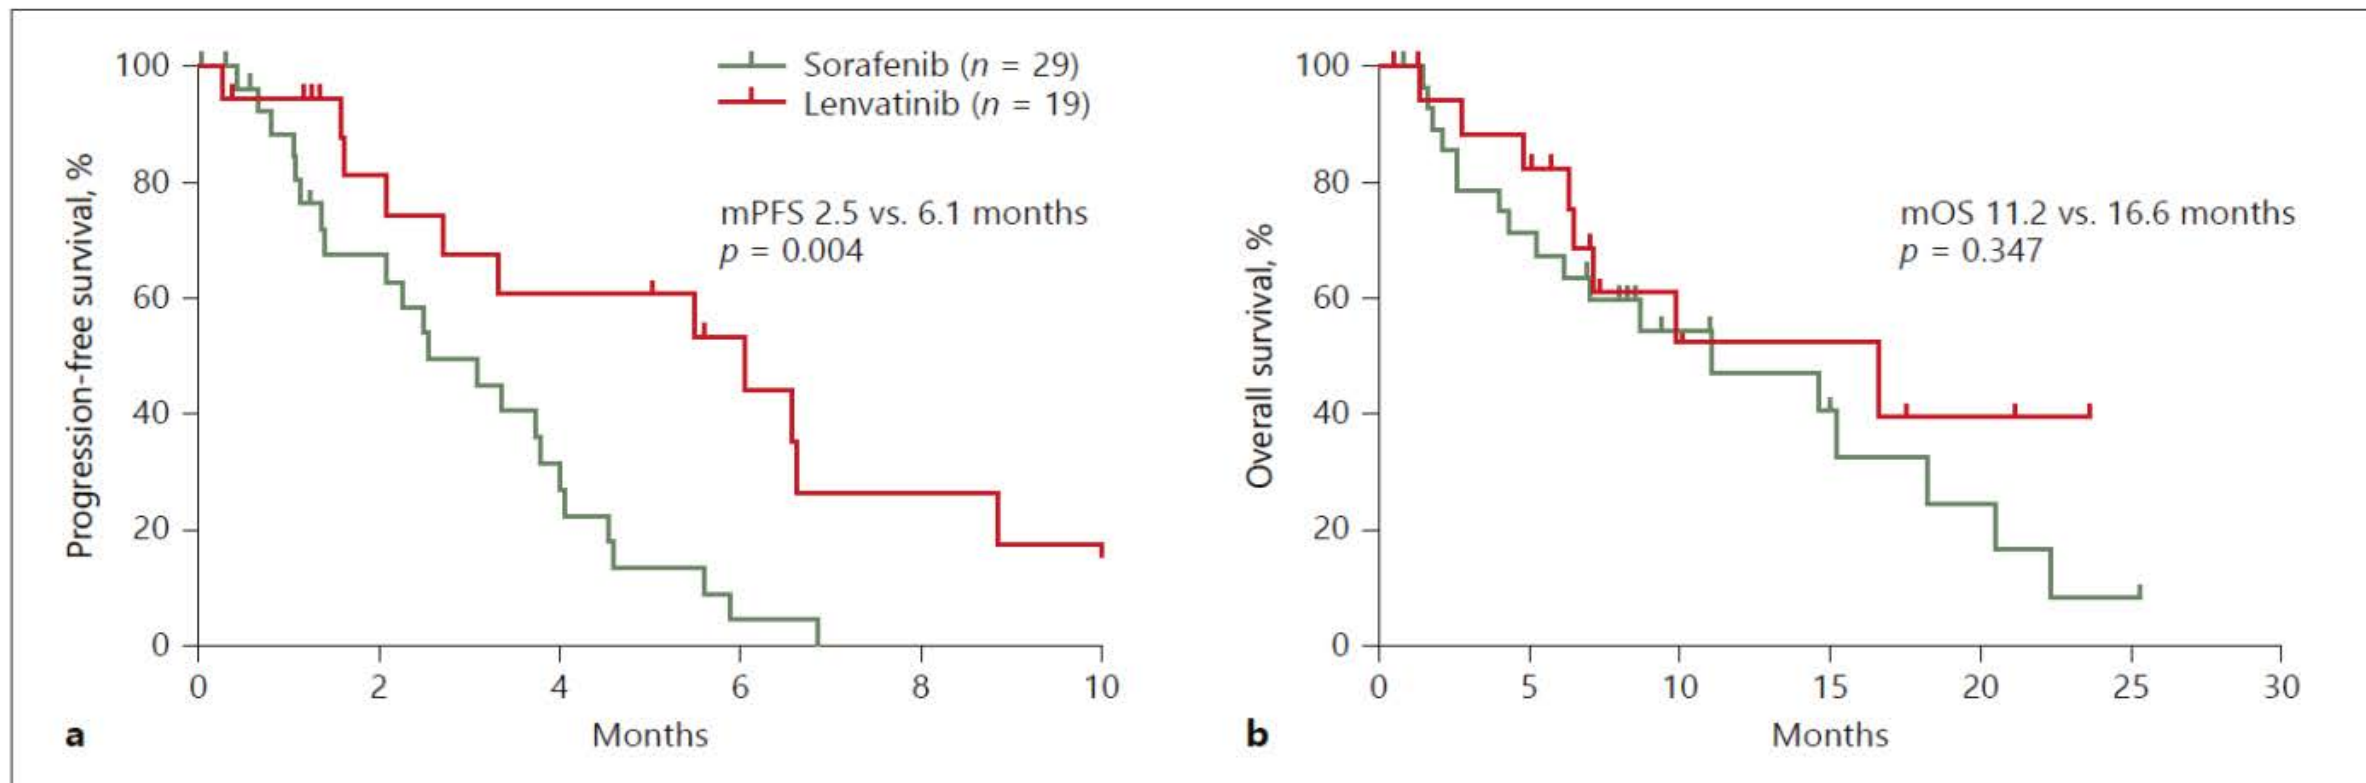 Progression-free survival, %
100
80
60
40
20
0
Sorafenib (n = 29)
Lenvatinib (n = 19)
mPFS 2.5 vs. 6.1 months
p = 0.004
0 2 4 6 8 10
Months
a
Overall survival, %
100
80
60
40
20
0
mOS 11.2 vs. 16.6 months
p = 0.347
0 5 10 15 20 25 30
Months
b